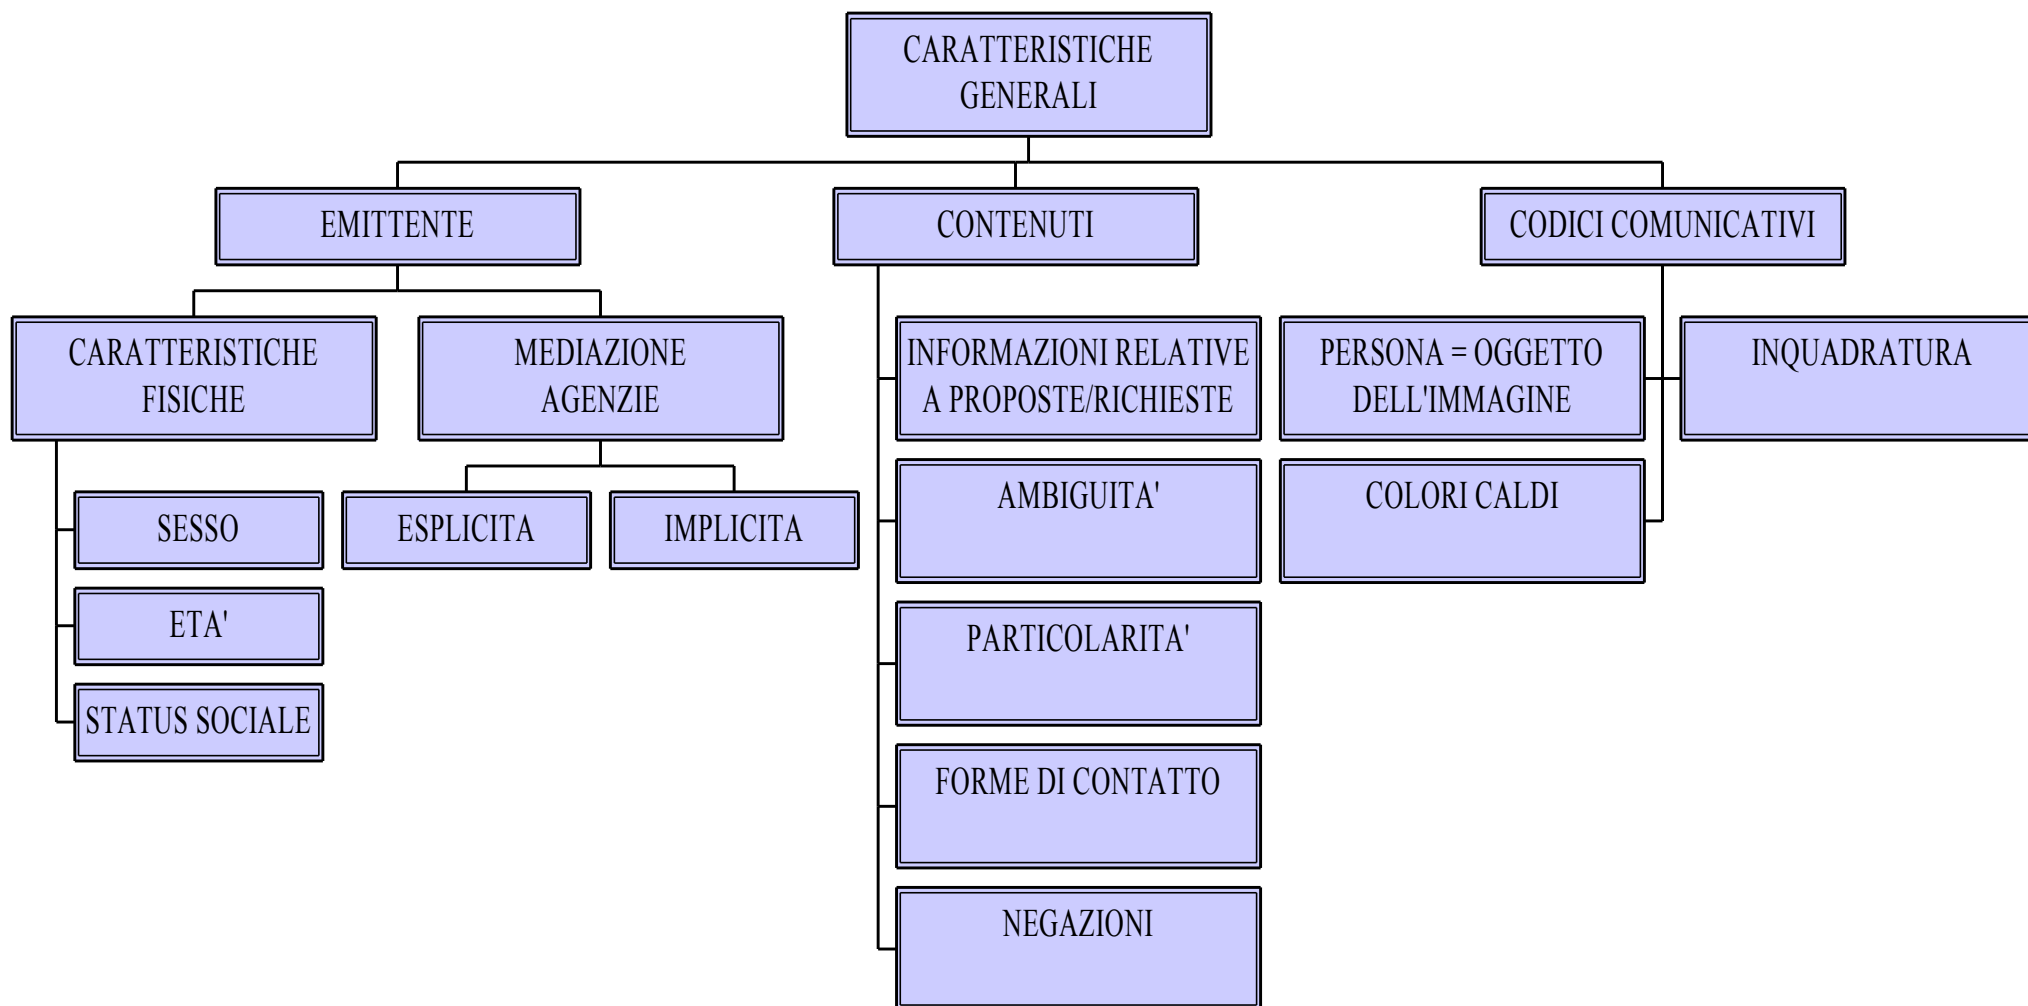 CARATTERISTICHE
GENERALI
EMITTENTE
CONTENUTI
CODICI COMUNICATIVI
CARATTERISTICHE
FISICHE
MEDIAZIONE
AGENZIE
INFORMAZIONI RELATIVE
A PROPOSTE/RICHIESTE
PERSONA = OGGETTO
DELL'IMMAGINE
INQUADRATURA
SESSO
ESPLICITA
IMPLICITA
AMBIGUITA'
COLORI CALDI
ETA'
PARTICOLARITA'
STATUS SOCIALE
FORME DI CONTATTO
NEGAZIONI